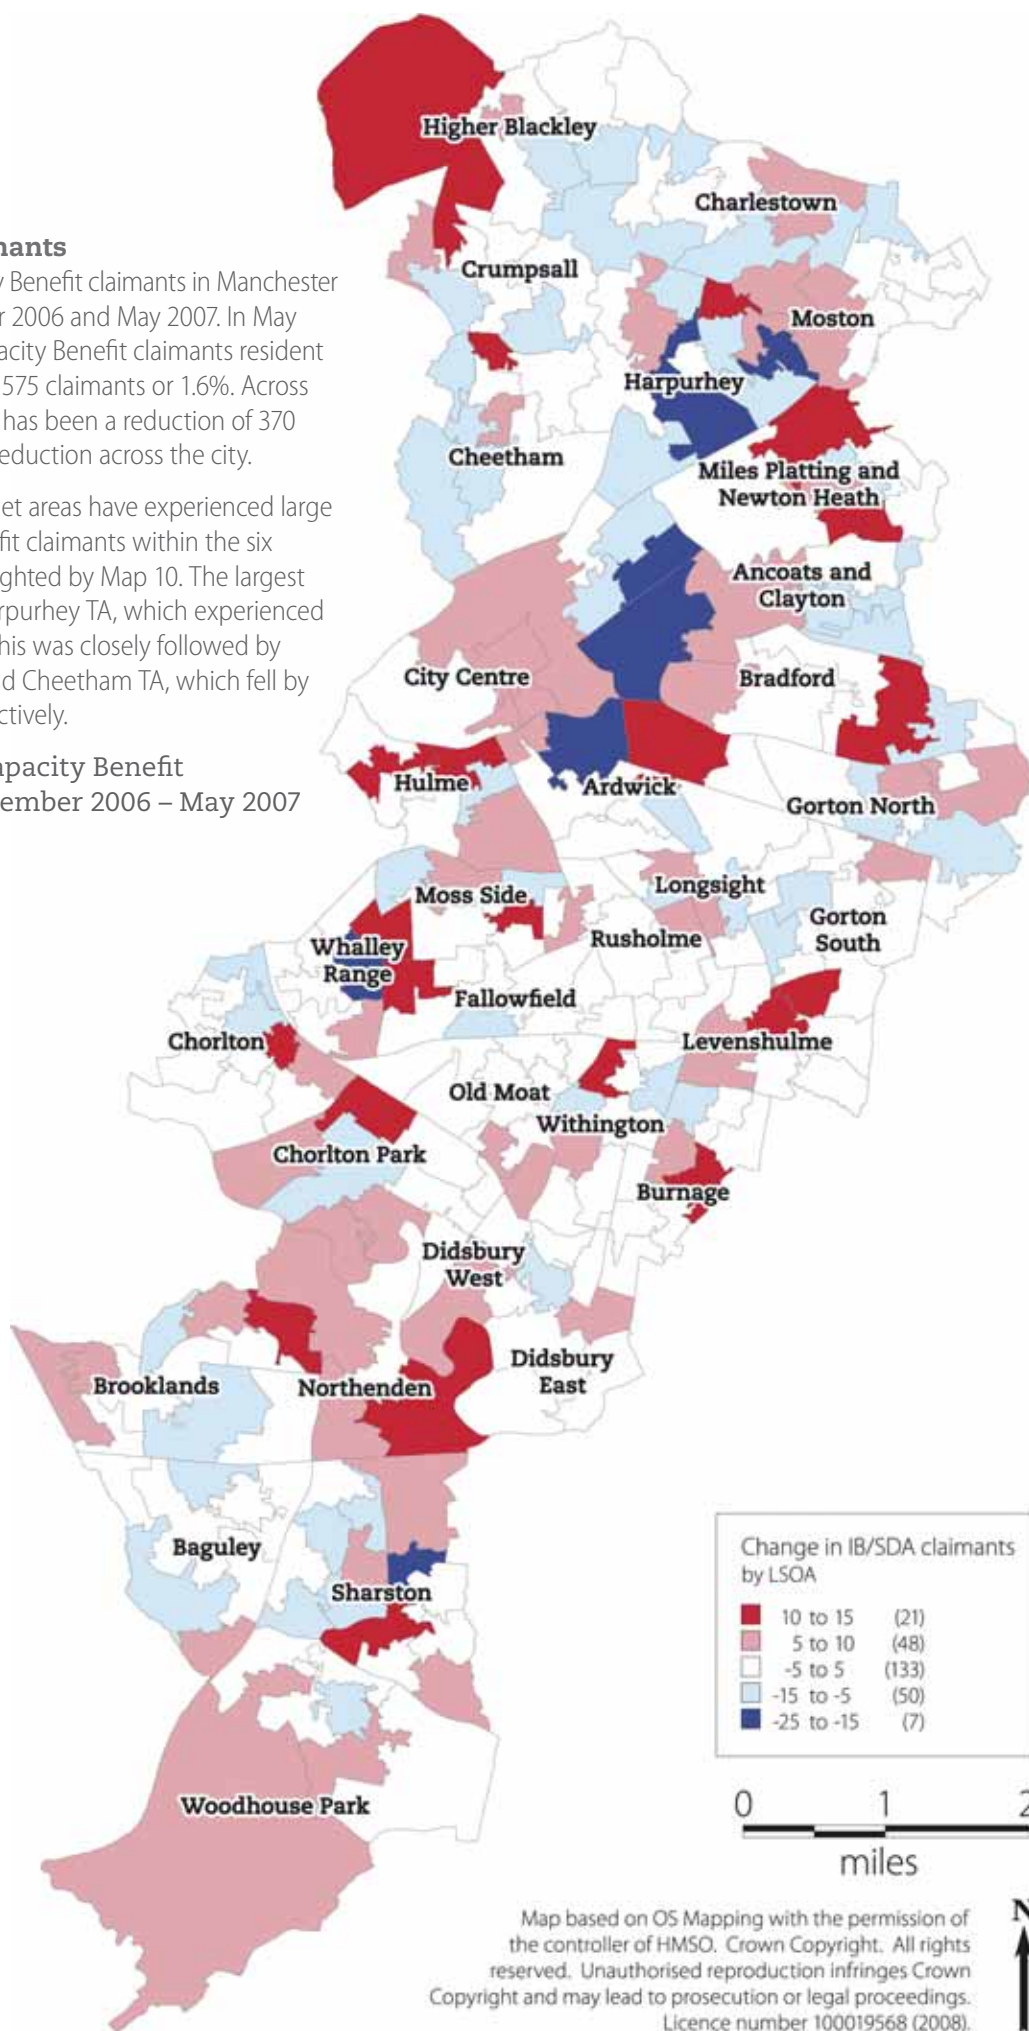 Higher Blackley
Charlestown
Crumpsall
Moston
Harpurhey
Cheetham
Miles Platting and
Newton Heath
Ancoats and
Clayton
City Centre
Bradford
Hulme
Ardwick
Gorton North
Moss Side
Longsight
Gorton
South
Rusholme
Whalley
Range
Fallowfield
Chorlton
Levenshulme
Old Moat
Withington
Chorlton Park
Burnage
Didsbury
West
Didsbury
East
Brooklands
Northenden
Baguley
Sharston
Woodhouse Park
nants
y Benefit claimants in Manchester
r 2006 and May 2007. In May
acity Benefit claimants resident
575 claimants or 1.6%. Across
has been a reduction of 370
eduction across the city.
et areas have experienced large
fit claimants within the six
ghted by Map 10. The largest
rpurhey TA, which experienced
his was closely followed by
d Cheetham TA, which fell by
ctively.
apacity Benefit
ember 2006 – May 2007
Change in IB/SDA claimants
by LSOA
10 to 15 (21)
5 to 10 (48)
-5 to 5 (133)
-15 to -5 (50)
-25 to -15 (7)
0 1 2
miles
N
Map based on OS Mapping with the permission of
the controller of HMSO. Crown Copyright. All rights
reserved. Unauthorised reproduction infringes Crown
Copyright and may lead to prosecution or legal proceedings.
Licence number 100019568 (2008).